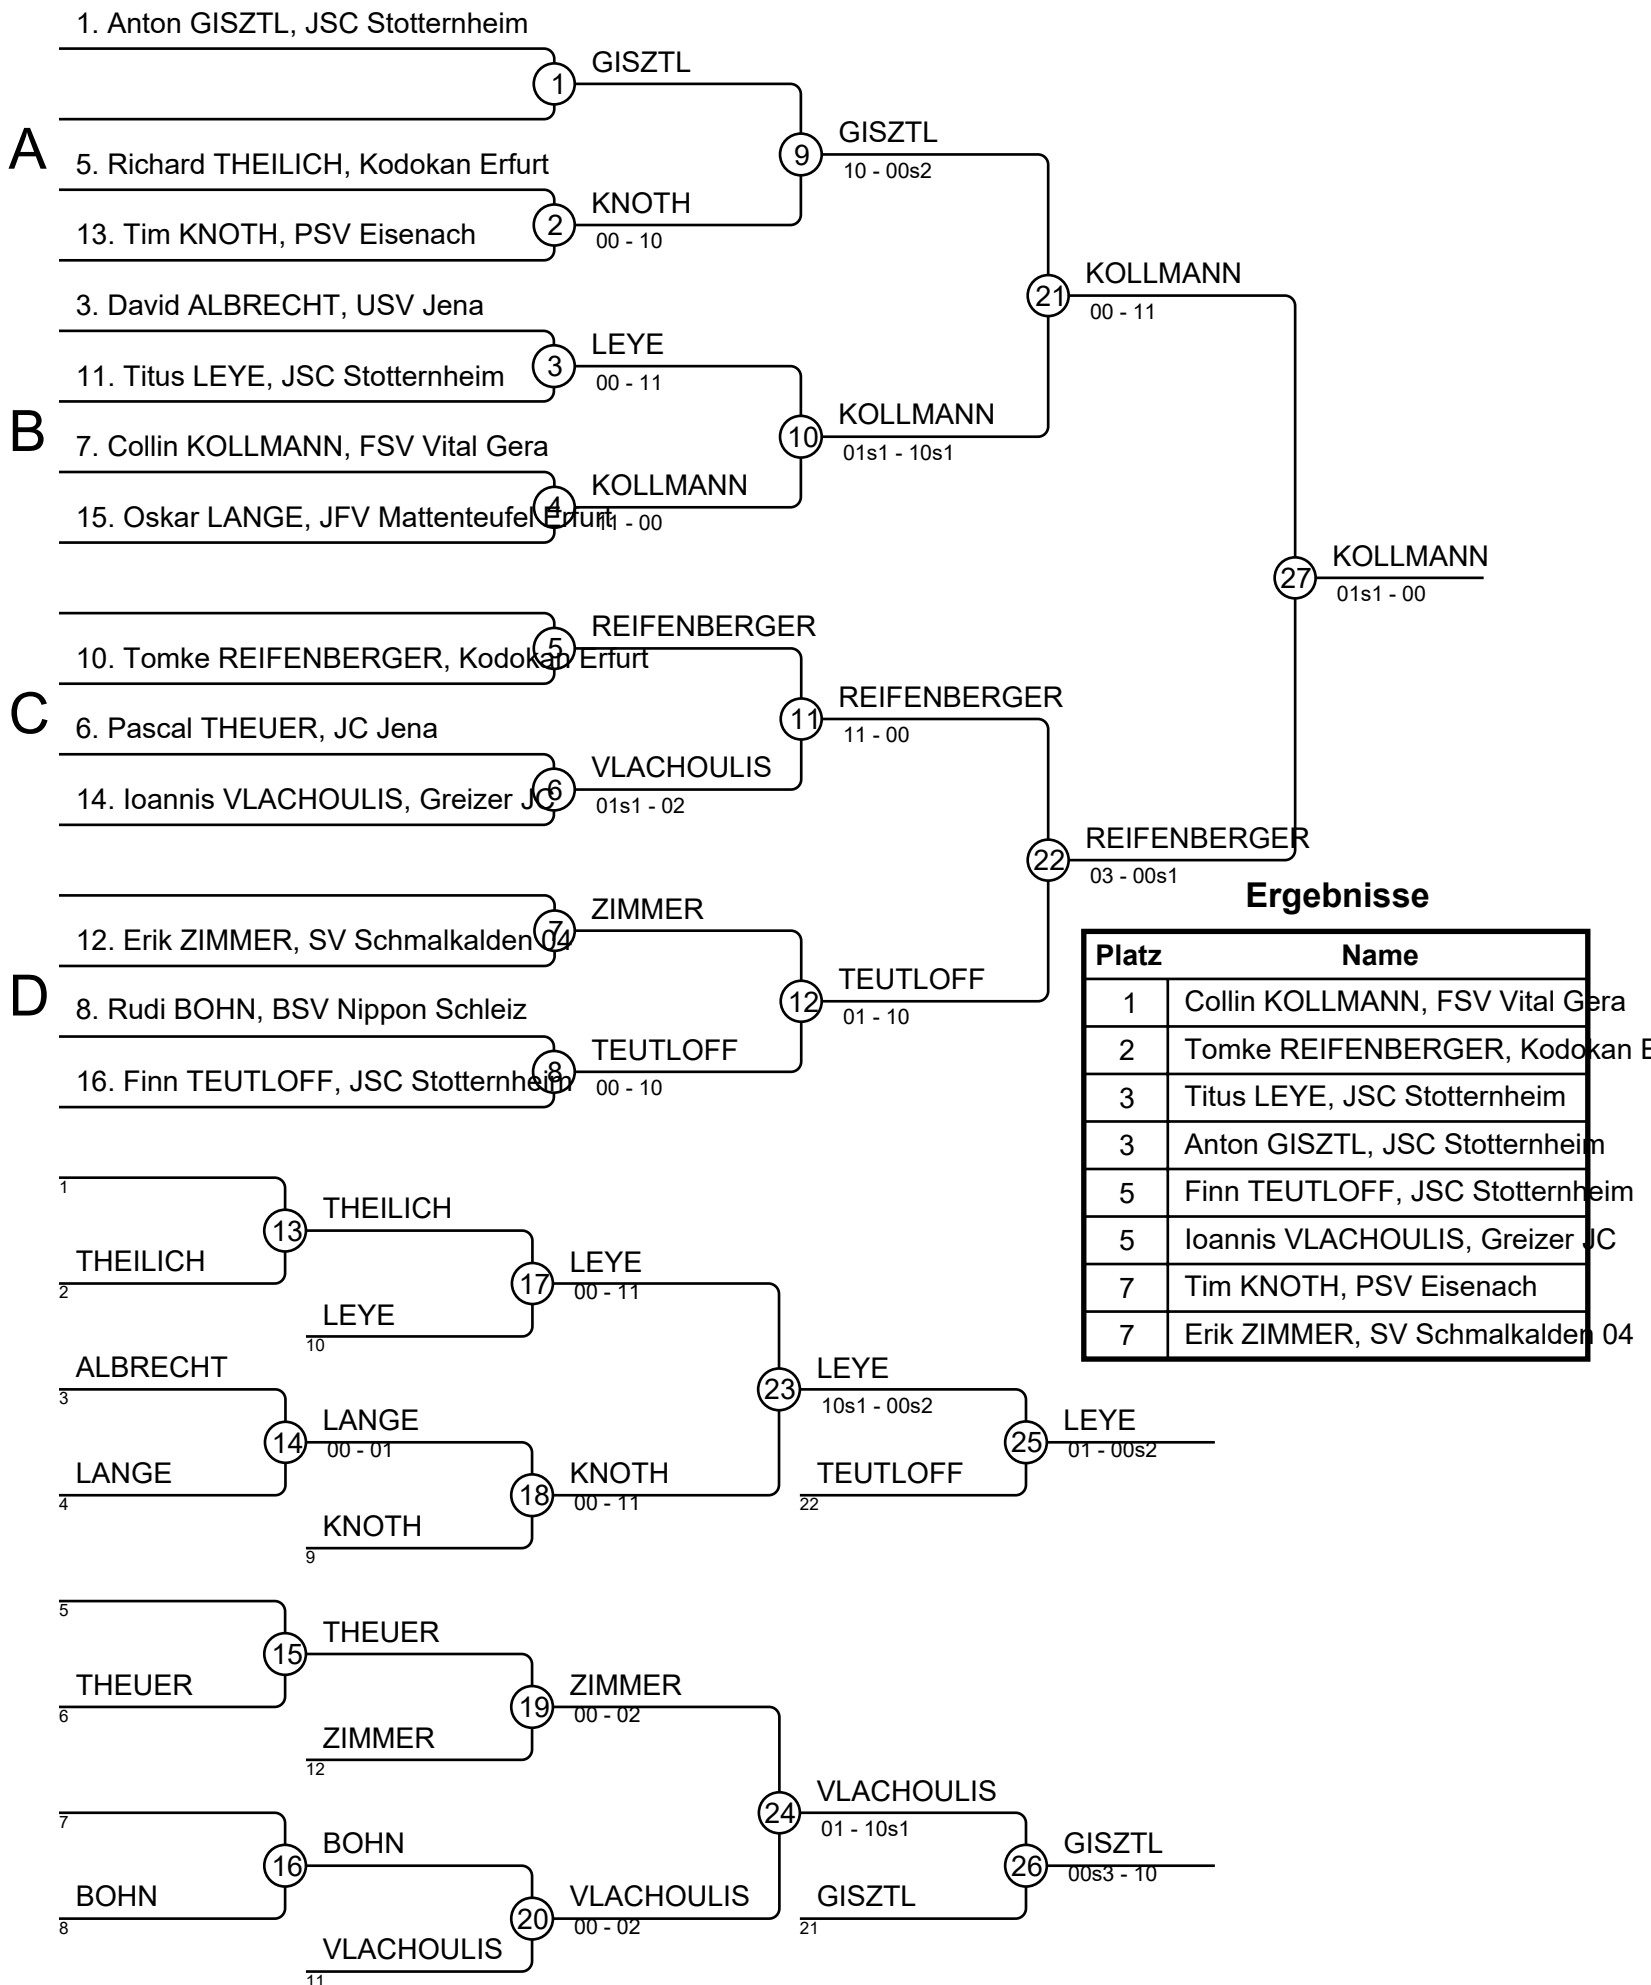 1. Anton GISZTL, JSC Stotternheim
1
GISZTL
A
5. Richard THEILICH, Kodokan Erfurt
13. Tim KNOTH, PSV Eisenach
2
KNOTH
00 - 10
9
GISZTL
10 - 00s2
3. David ALBRECHT, USV Jena
11. Titus LEYE, JSC Stotternheim
3
LEYE
00 - 11
B
7. Collin KOLLMANN, FSV Vital Gera
15. Oskar LANGE, JFV Mattenteufel Erfurt
4
KOLLMANN
11 - 00
10
KOLLMANN
01s1 - 10s1
21
KOLLMANN
00 - 11
27
KOLLMANN
01s1 - 00
10. Tomke REIFENBERGER, Kodokan Erfurt
5
REIFENBERGER
C
6. Pascal THEUER, JC Jena
14. Ioannis VLACHOULIS, Greizer JC
6
VLACHOULIS
01s1 - 02
11
REIFENBERGER
11 - 00
12. Erik ZIMMER, SV Schmalkalden 04
7
ZIMMER
D
8. Rudi BOHN, BSV Nippon Schleiz
16. Finn TEUTLOFF, JSC Stotternheim
8
TEUTLOFF
00 - 10
12
TEUTLOFF
01 - 10
22
REIFENBERGER
03 - 00s1
Ergebnisse
Platz Name
1 Collin KOLLMANN, FSV Vital Gera
2 Tomke REIFENBERGER, Kodokan E
3 Titus LEYE, JSC Stotternheim
3 Anton GISZTL, JSC Stotternheim
5 Finn TEUTLOFF, JSC Stotternheim
5 Ioannis VLACHOULIS, Greizer JC
7 Tim KNOTH, PSV Eisenach
7 Erik ZIMMER, SV Schmalkalden 04
1
THEILICH
2
13
THEILICH
LEYE
10
17
LEYE
00 - 11
ALBRECHT
3
LANGE
4
14
LANGE
00 - 01
KNOTH
9
18
KNOTH
00 - 11
23
LEYE
10s1 - 00s2
TEUTLOFF
22
25
LEYE
01 - 00s2
5
THEUER
6
15
THEUER
ZIMMER
12
19
ZIMMER
00 - 02
7
BOHN
8
16
BOHN
VLACHOULIS
11
20
VLACHOULIS
00 - 02
24
VLACHOULIS
01 - 10s1
GISZTL
21
26
GISZTL
00s3 - 10